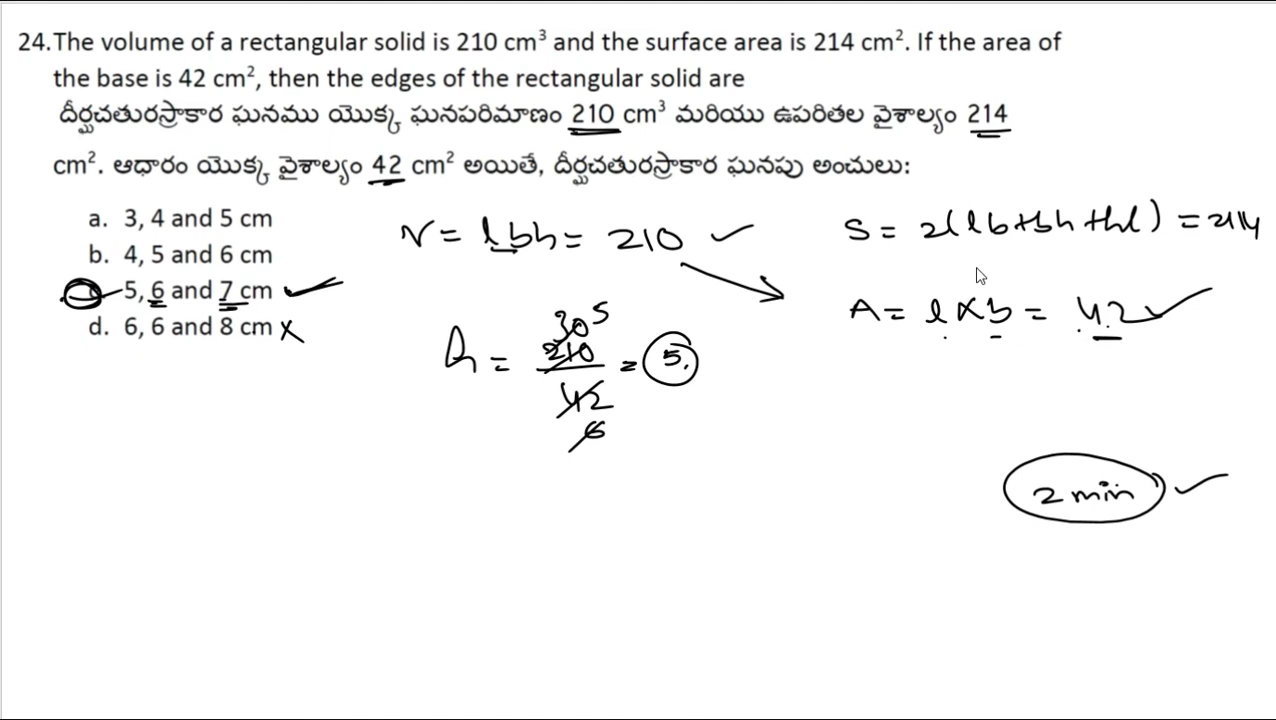 24.The volume of a rectangular solid is 210 cm³ and the surface area is 214 cm². If the area of
the base is 42 cm², then the edges of the rectangular solid are
దీర్ఘచతురస్రాకార ఘనము యొక్క ఘనపరిమాణం 210 cm³ మరియు ఉపరితల వైశాల్యం 214
cm². ఆధారం యొక్క వైశాల్యం 42 cm² అయితే, దీర్ఘచతురస్రాకార ఘనపు అంచులు:
a. 3, 4 and 5 cm
b. 4, 5 and 6 cm
5, 6 and 7 cm
d. 6, 6 and 8 cm x
V = lbh = 210
S = 2(lb+bh+hl) = 214
A = l x b = 42
h = 210/42 = 5
30 5
6
2 min